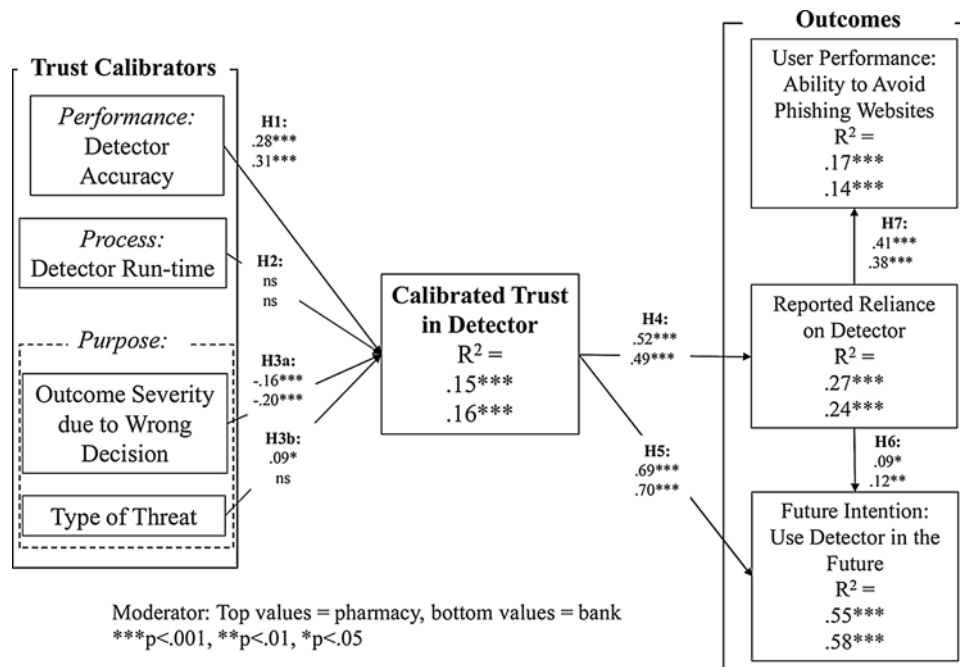 Trust Calibrators
Performance:
Detector
Accuracy
Process:
Detector Run-time
Purpose:
Outcome Severity
due to Wrong
Decision
Type of Threat
H1:
.28***
.31***
H2:
ns
ns
H3a:
-.16***
-.20***
H3b:
.09*
ns
Calibrated Trust
in Detector
R² =
.15***
.16***
H4:
.52***
.49***
H5:
.69***
.70***
Outcomes
User Performance:
Ability to Avoid
Phishing Websites
R² =
.17***
.14***
H7:
.41***
.38***
Reported Reliance
on Detector
R² =
.27***
.24***
H6:
.09*
.12**
Future Intention:
Use Detector in the
Future
R² =
.55***
.58***
Moderator: Top values = pharmacy, bottom values = bank
***p<.001, **p<.01, *p<.05